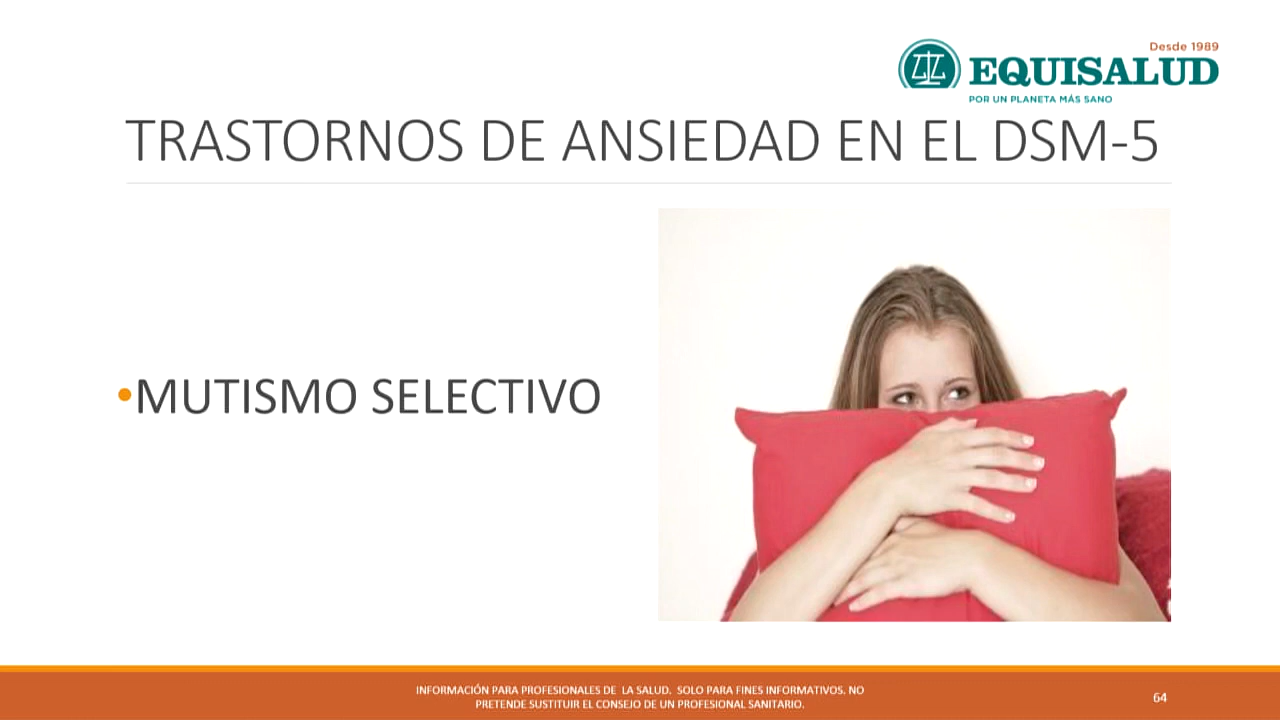 Desde 1989
EQUISALUD
POR UN PLANETA MÁS SANO
TRASTORNOS DE ANSIEDAD EN EL DSM-5
•MUTISMO SELECTIVO
INFORMACIÓN PARA PROFESIONALES DE LA SALUD. SOLO PARA FINES INFORMATIVOS. NO
PRETENDE SUSTITUIR EL CONSEJO DE UN PROFESIONAL SANITARIO.
64